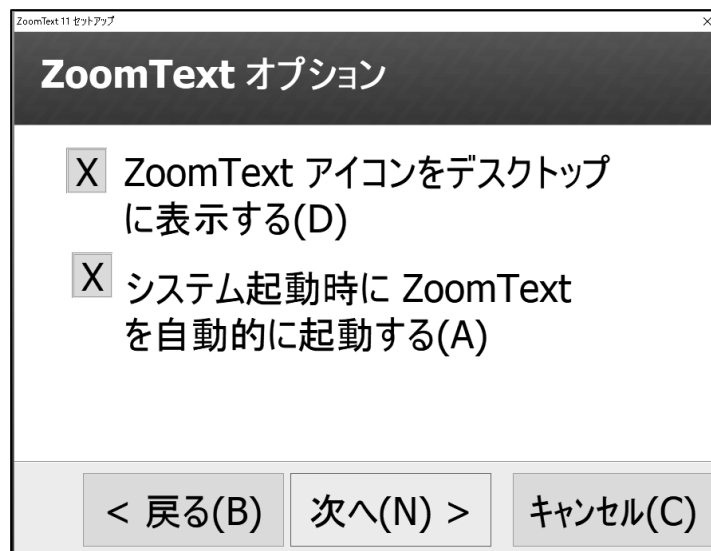 ZoomText 11 セットアップ
ZoomText オプション
X ZoomText アイコンをデスクトップ
に表示する(D)
X システム起動時に ZoomText
を自動的に起動する(A)
< 戻る(B) 次へ(N) > キャンセル(C)